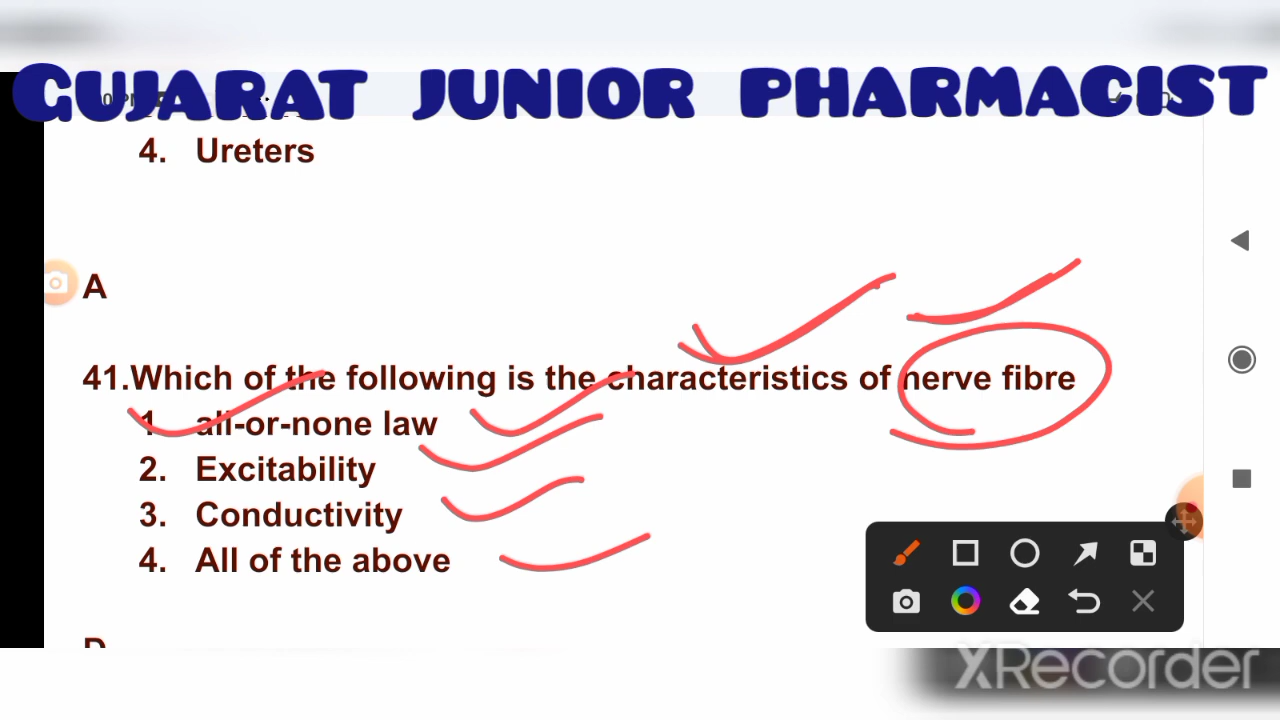 GUJARAT JUNIOR PHARMACIST
4. Ureters
A
41.Which of the following is the characteristics of nerve fibre
1. all-or-none law
2. Excitability
3. Conductivity
4. All of the above
XRecorder